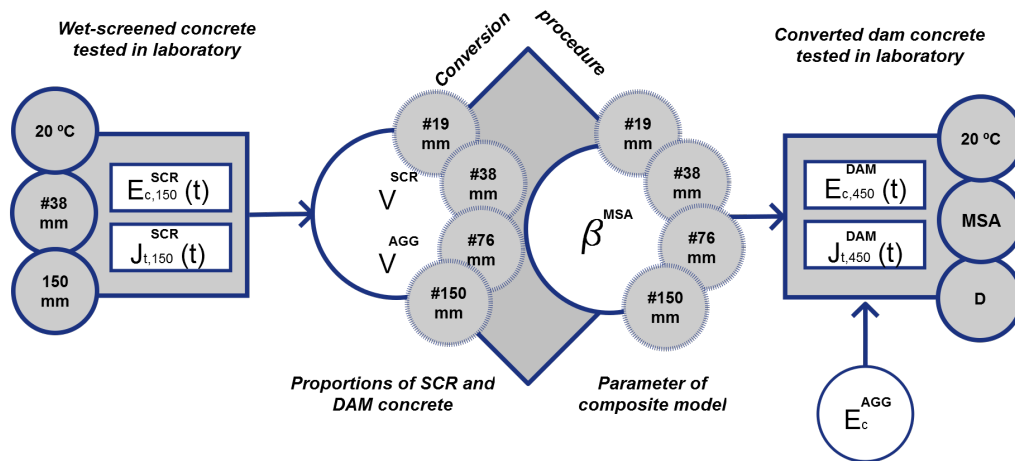 Wet-screened concrete
tested in laboratory
20 ºC
#38
mm
150
mm
E c,150 SCR (t)
J t,150 SCR (t)
Conversion
procedure
#19
mm
#38
mm
#76
mm
#150
mm
V SCR
V AGG
Proportions of SCR and
DAM concrete
#19
mm
#38
mm
#76
mm
#150
mm
β MSA
Parameter of
composite model
Converted dam concrete
tested in laboratory
E c,450 DAM (t)
J t,450 DAM (t)
20 ºC
MSA
D
E c AGG